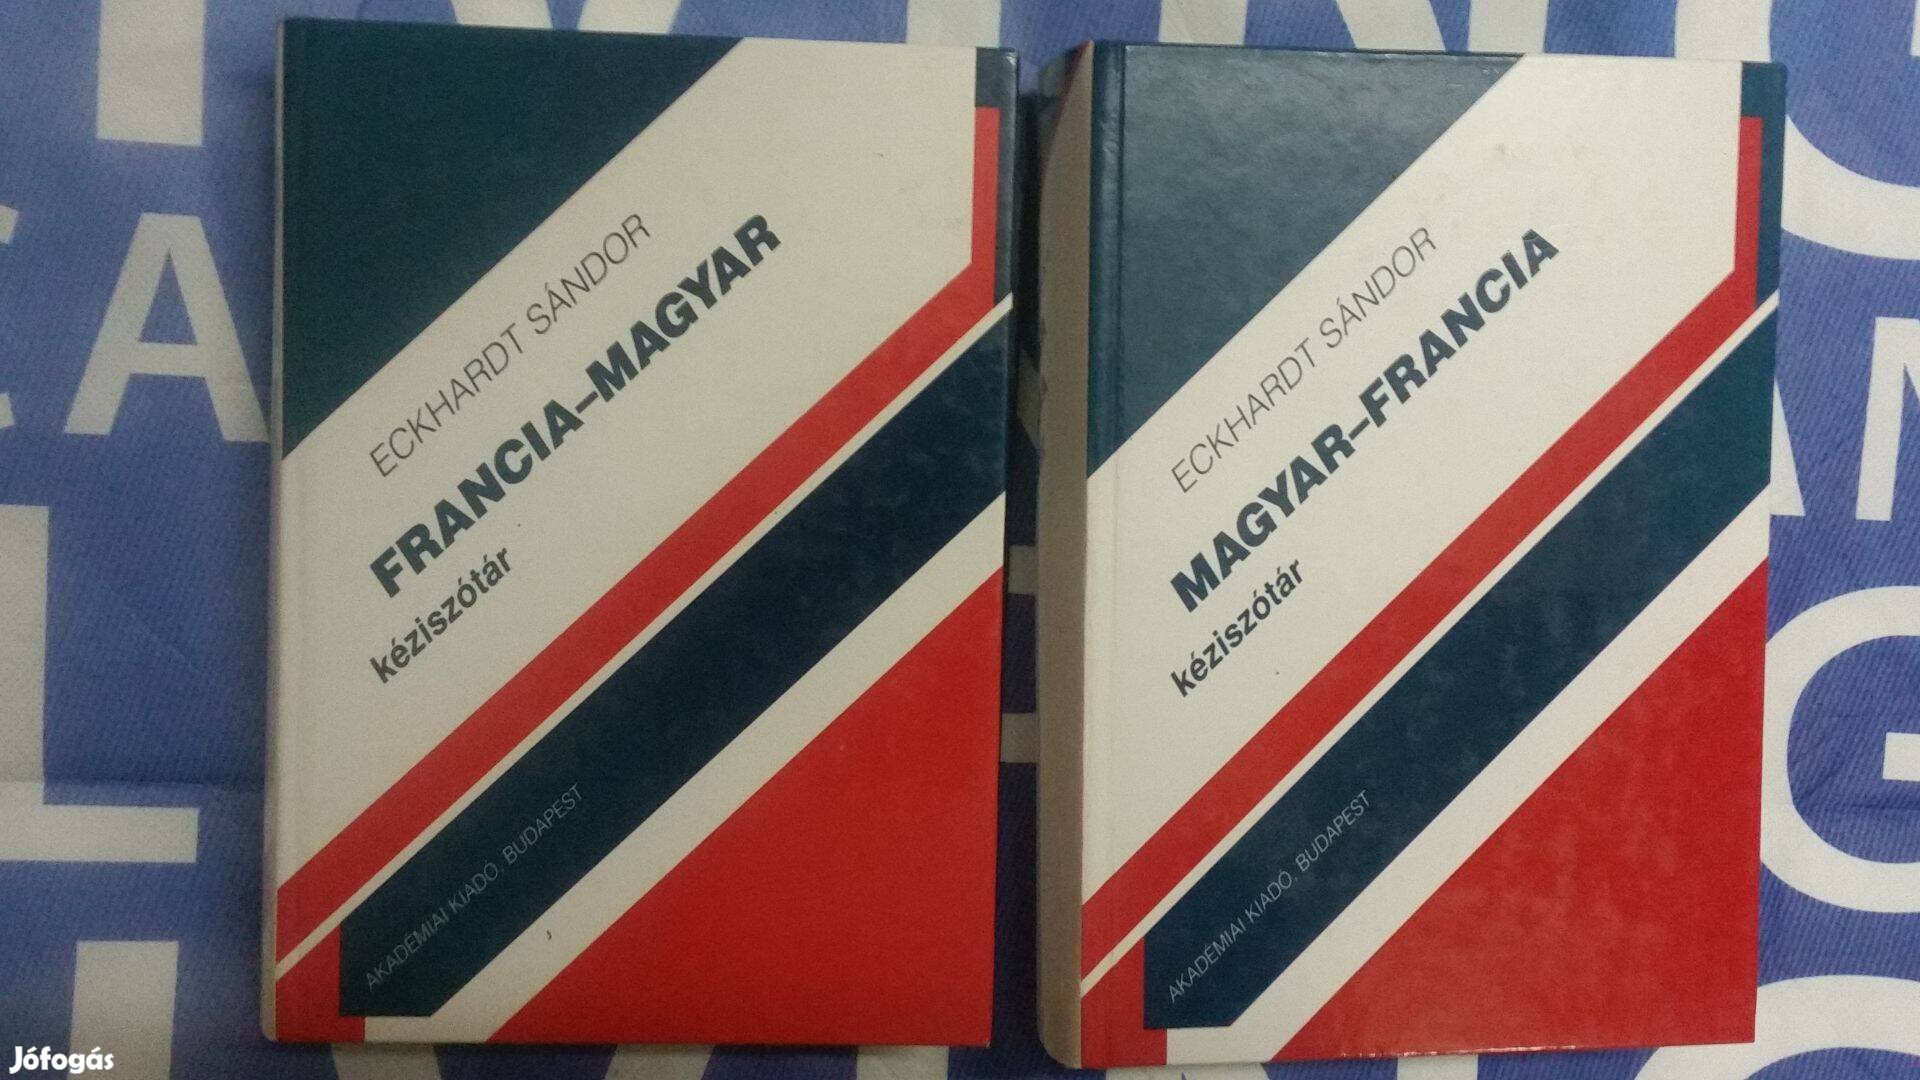 ECKHARDT SÁNDOR
FRANCIA–MAGYAR
kéziszótár
AKADÉMIAI KIADÓ, BUDAPEST
ECKHARDT SÁNDOR
MAGYAR–FRANCIA
kéziszótár
AKADÉMIAI KIADÓ, BUDAPEST
Jófogás